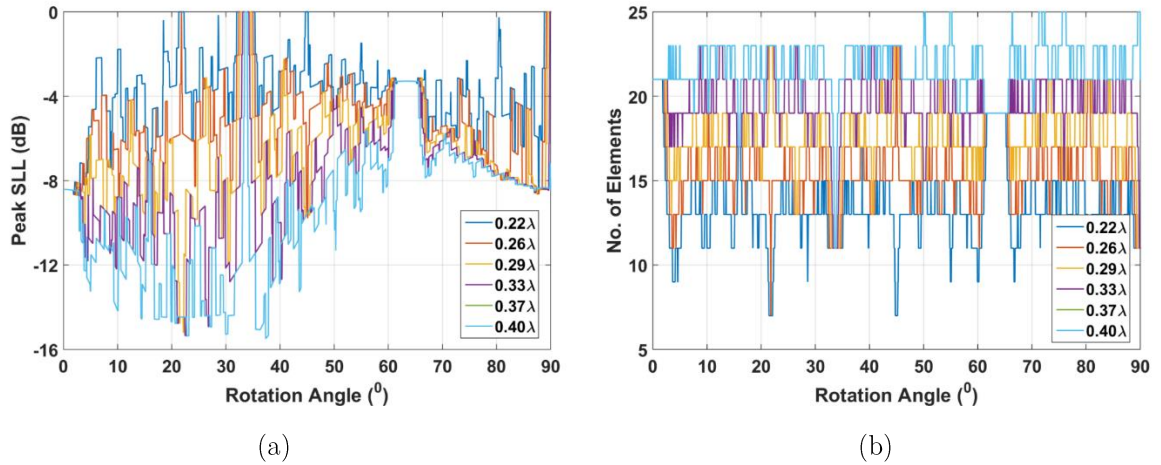 0
-4
-8
-12
-16
Peak SLL (dB)
0 10 20 30 40 50 60 70 80 90
Rotation Angle (⁰)
0.22λ
0.26λ
0.29λ
0.33λ
0.37λ
0.40λ
(a)
25
20
15
10
5
No. of Elements
0 10 20 30 40 50 60 70 80 90
Rotation Angle (⁰)
0.22λ
0.26λ
0.29λ
0.33λ
0.37λ
0.40λ
(b)